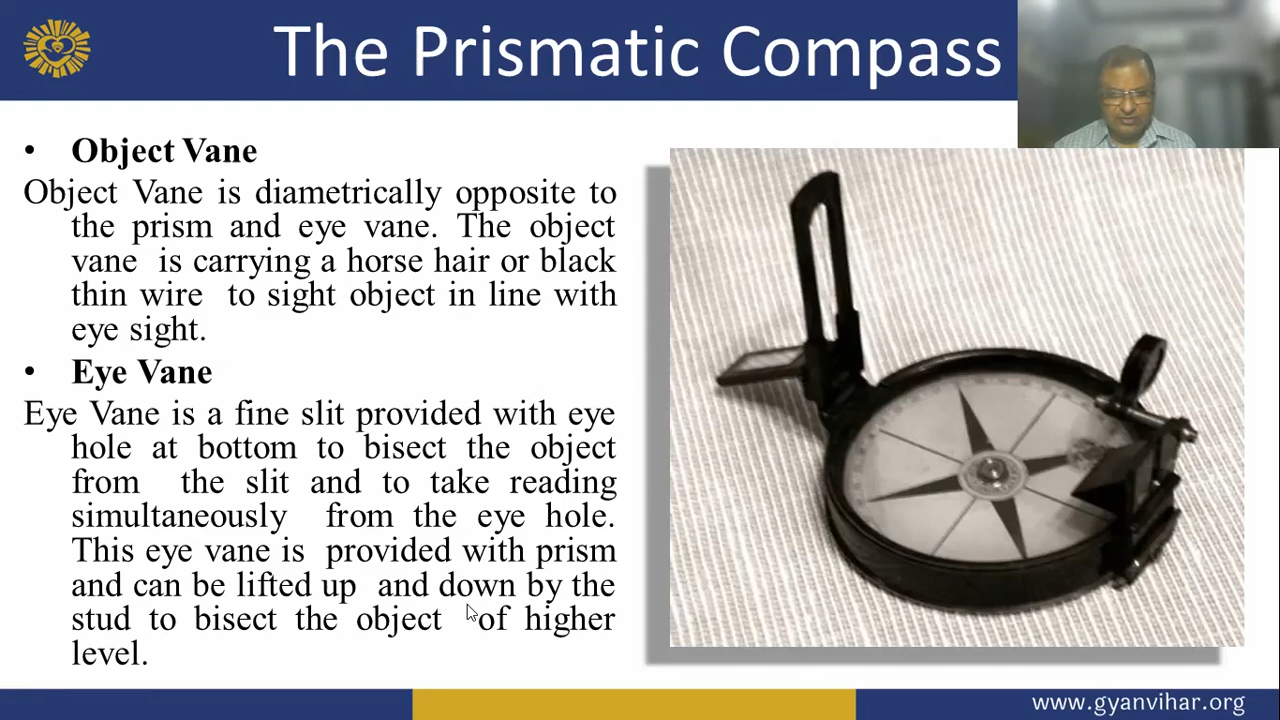 The Prismatic Compass
• Object Vane
Object Vane is diametrically opposite to
the prism and eye vane. The object
vane is carrying a horse hair or black
thin wire to sight object in line with
eye sight.
• Eye Vane
Eye Vane is a fine slit provided with eye
hole at bottom to bisect the object
from the slit and to take reading
simultaneously from the eye hole.
This eye vane is provided with prism
and can be lifted up and down by the
stud to bisect the object of higher
level.
www.gyanvihar.org